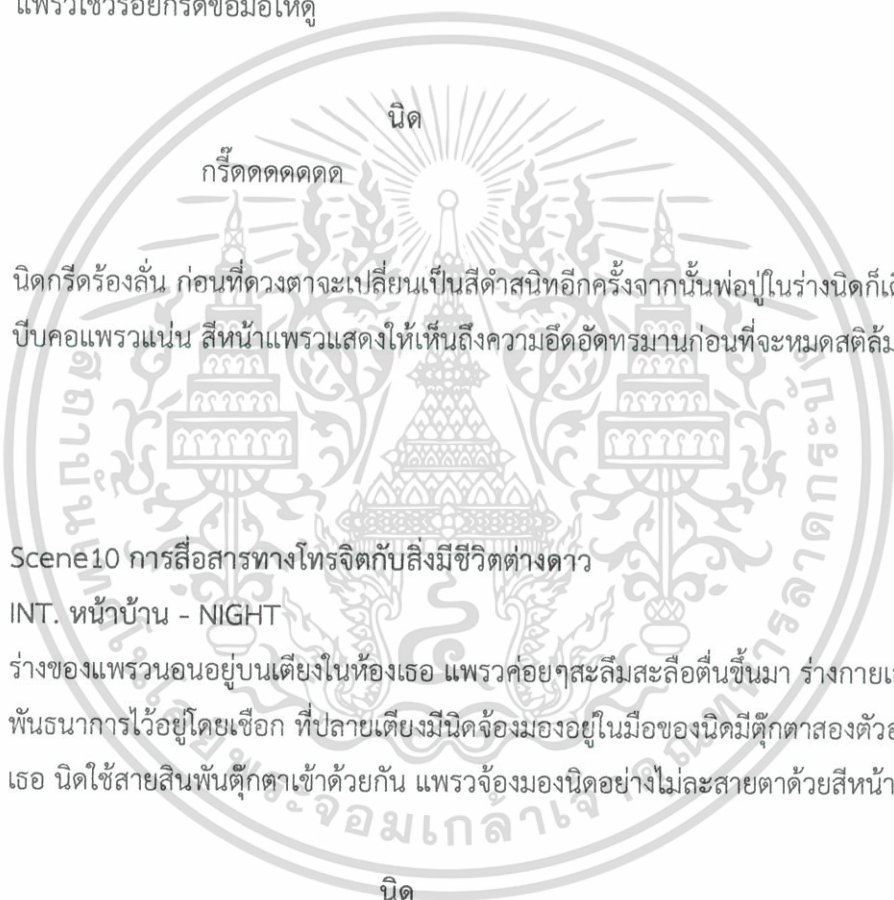 แพรวโชว์รอยกรีดข้อมือให้ดู
นิด
กรี๊ดดดดดดด
นิดกรีดร้องลั่น ก่อนที่ดวงตาจะเปลี่ยนเป็นสีดำสนิทอีกครั้งจากนั้นพ่อปู่ในร่างนิดก็
บีบคอแพรวแน่น สีหน้าแพรวแสดงให้เห็นถึงความอึดอัดทรมานก่อนที่จะหมดสติล้ม
Scene10 การสื่อสารทางโทรจิตกับสิ่งมีชีวิตต่างดาว
INT. หน้าบ้าน - NIGHT
ร่างของแพรวนอนอยู่บนเตียงในห้องเธอ แพรวค่อยๆสะลึมสะลือตื่นขึ้นมา ร่างกาย
พันธนาการไว้อยู่โดยเชือก ที่ปลายเตียงมีนิดจ้องมองอยู่ในมือของนิดมีตุ๊กตาสองตัว
เธอ นิดใช้สายสินพันตุ๊กตาเข้าด้วยกัน แพรวจ้องมองนิดอย่างไม่ละสายตาด้วยสีหน้า
นิด